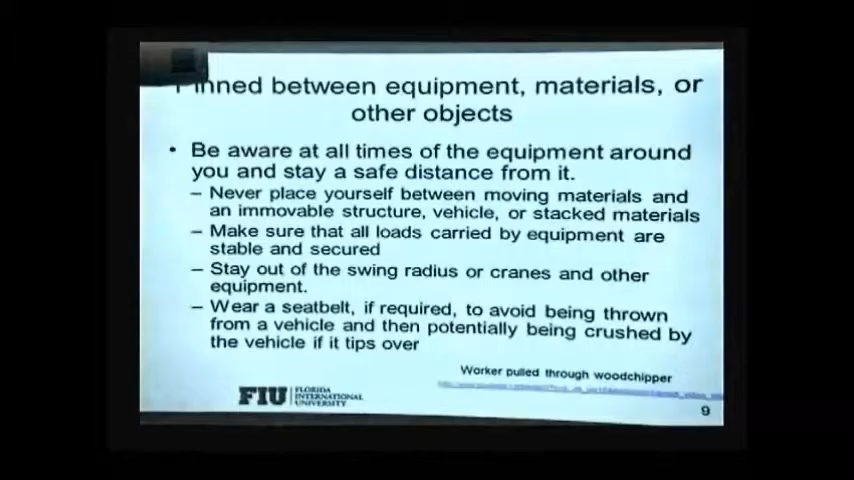 Pinned between equipment, materials, or
other objects
• Be aware at all times of the equipment around
you and stay a safe distance from it.
– Never place yourself between moving materials and
an immovable structure, vehicle, or stacked materials
– Make sure that all loads carried by equipment are
stable and secured
– Stay out of the swing radius or cranes and other
equipment.
– Wear a seatbelt, if required, to avoid being thrown
from a vehicle and then potentially being crushed by
the vehicle if it tips over
Worker pulled through woodchipper
FIU
FLORIDA
INTERNATIONAL
UNIVERSITY
9